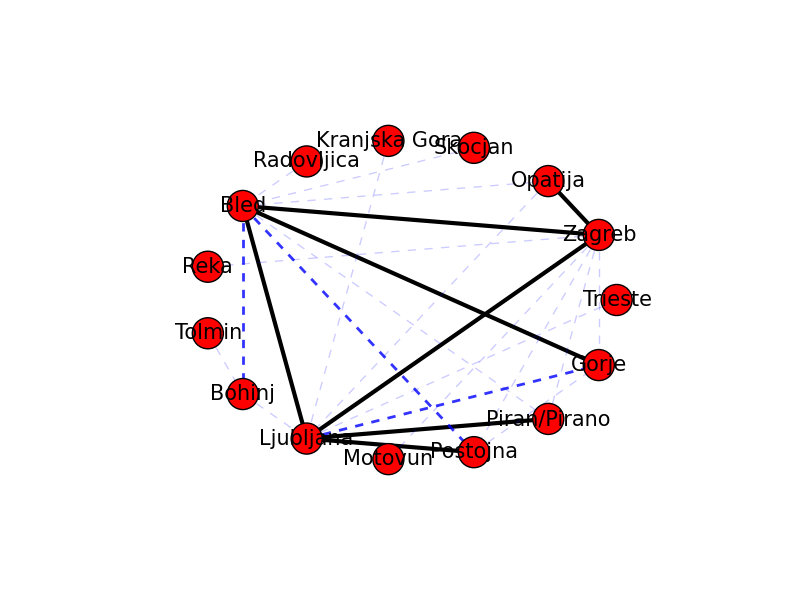 Kranjska Gora
Skocjan
Radovljica
Opatija
Bled
Zagreb
Reka
Trieste
Tolmin
Gorje
Bohinj
Piran/Pirano
Ljubljana
Postojna
Motovun